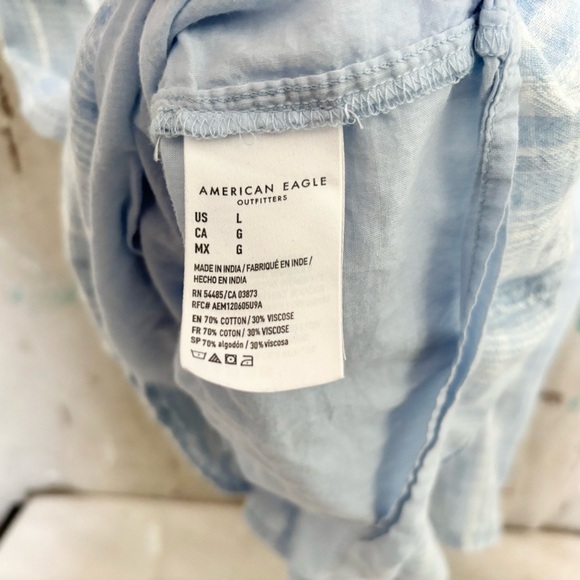 AMERICAN EAGLE
OUTFITTERS
US L
CA G
MX G
MADE IN INDIA/FABRIQUÉ EN INDE/
HECHO EN INDIA
RN 54485/CA 03873
RFC# AEM120605U9A
EN 70% COTTON/30% VISCOSE
FR 70% COTON/30% VISCOSE
SP 70% algodón/30% viscosa